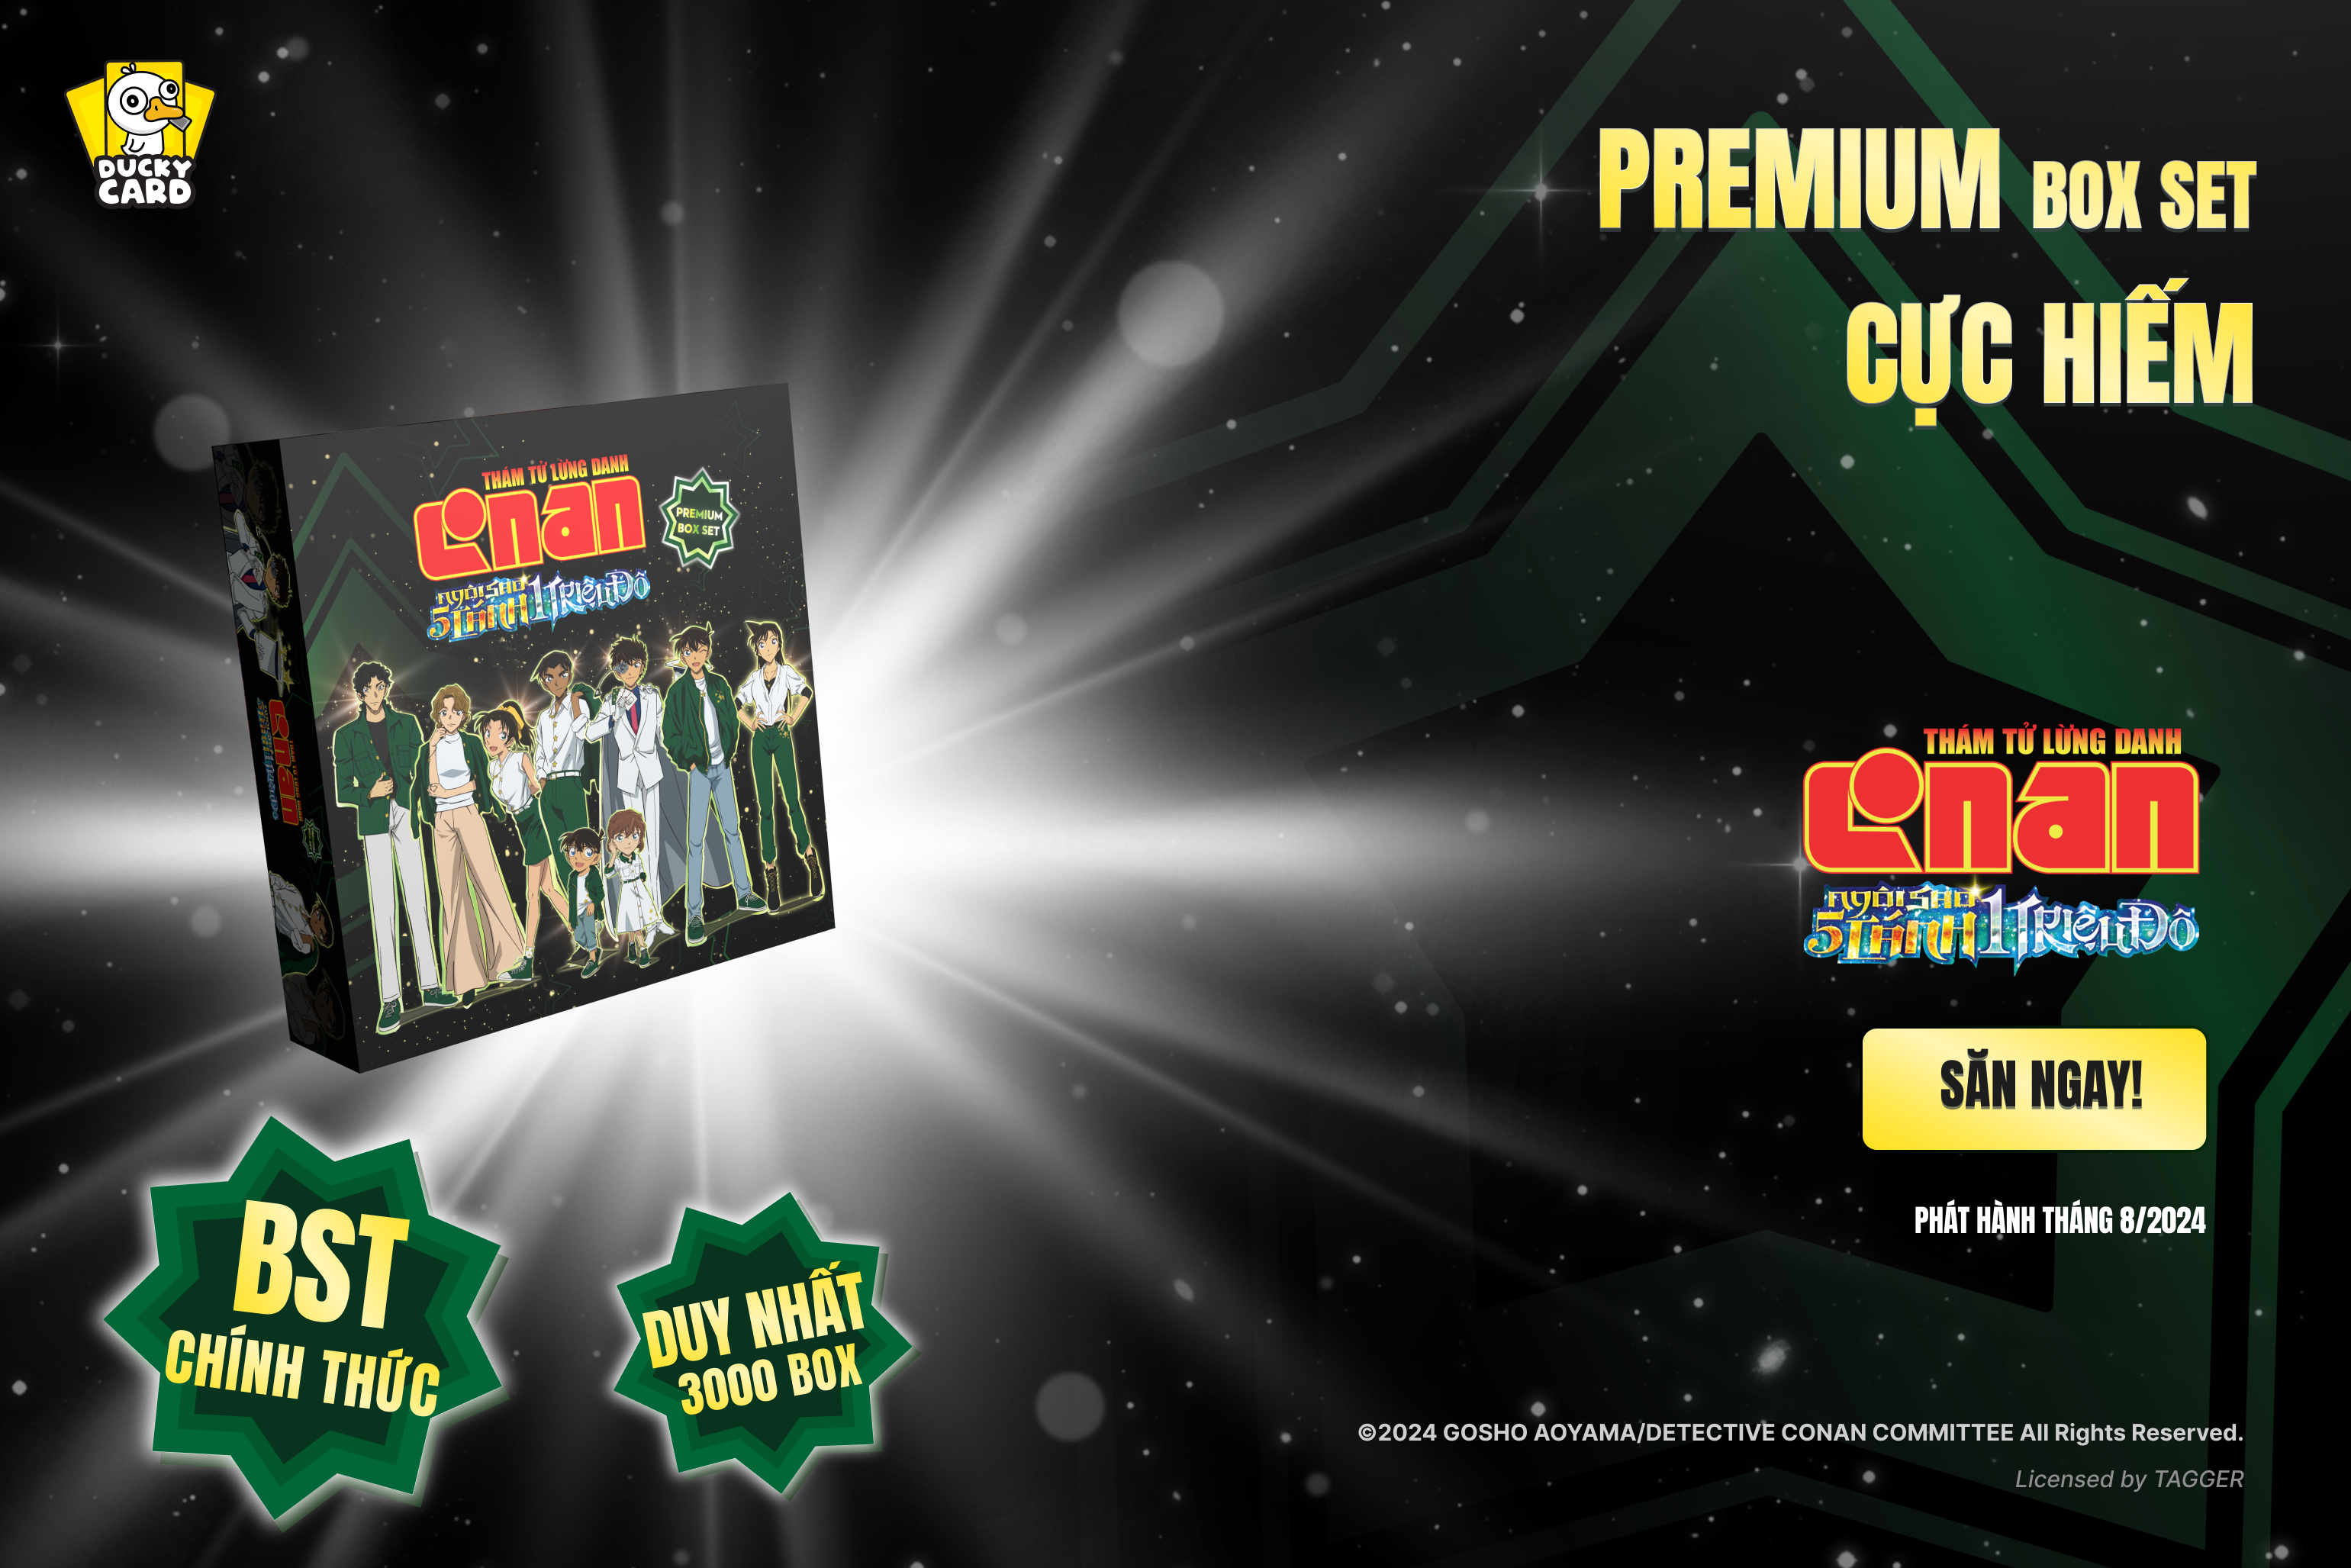 DUCKY
CARD
PREMIUM BOX SET
CỰC HIẾM
THÁM TỬ LỪNG DANH
Conan
PREMIUM
BOX SET
NGÔI SAO
5 CÁNH 1 TRIỆU ĐÔ
Conan
THÁM TỬ LỪNG DANH
Conan
NGÔI SAO
5 CÁNH 1 TRIỆU ĐÔ
SĂN NGAY!
PHÁT HÀNH THÁNG 8/2024
BST
CHÍNH THỨC
DUY NHẤT
3000 BOX
©2024 GOSHO AOYAMA/DETECTIVE CONAN COMMITTEE All Rights Reserved.
Licensed by TAGGER